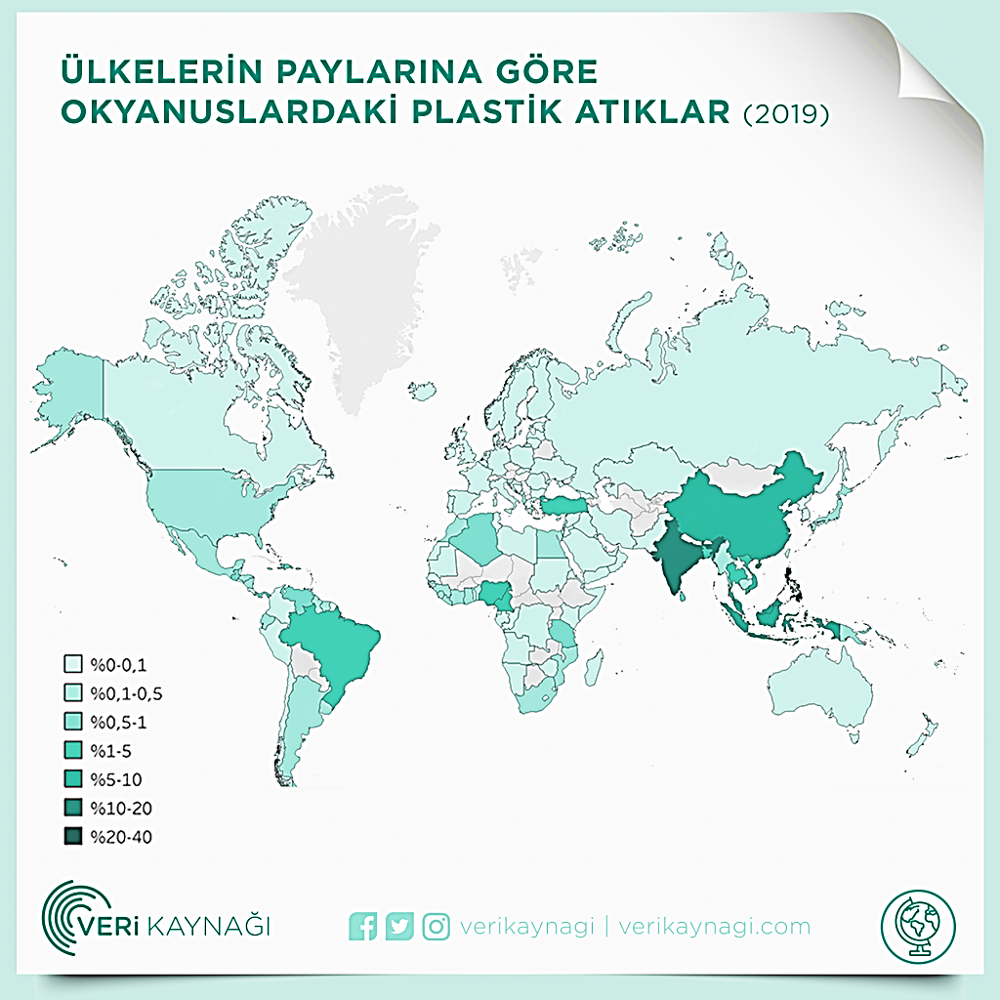 ÜLKELERİN PAYLARINA GÖRE
OKYANUSLARDAKİ PLASTİK ATIKLAR (2019)
%0-0,1
%0,1-0,5
%0,5-1
%1-5
%5-10
%10-20
%20-40
VERi KAYNAĞI
verikaynagi | verikaynagi.com